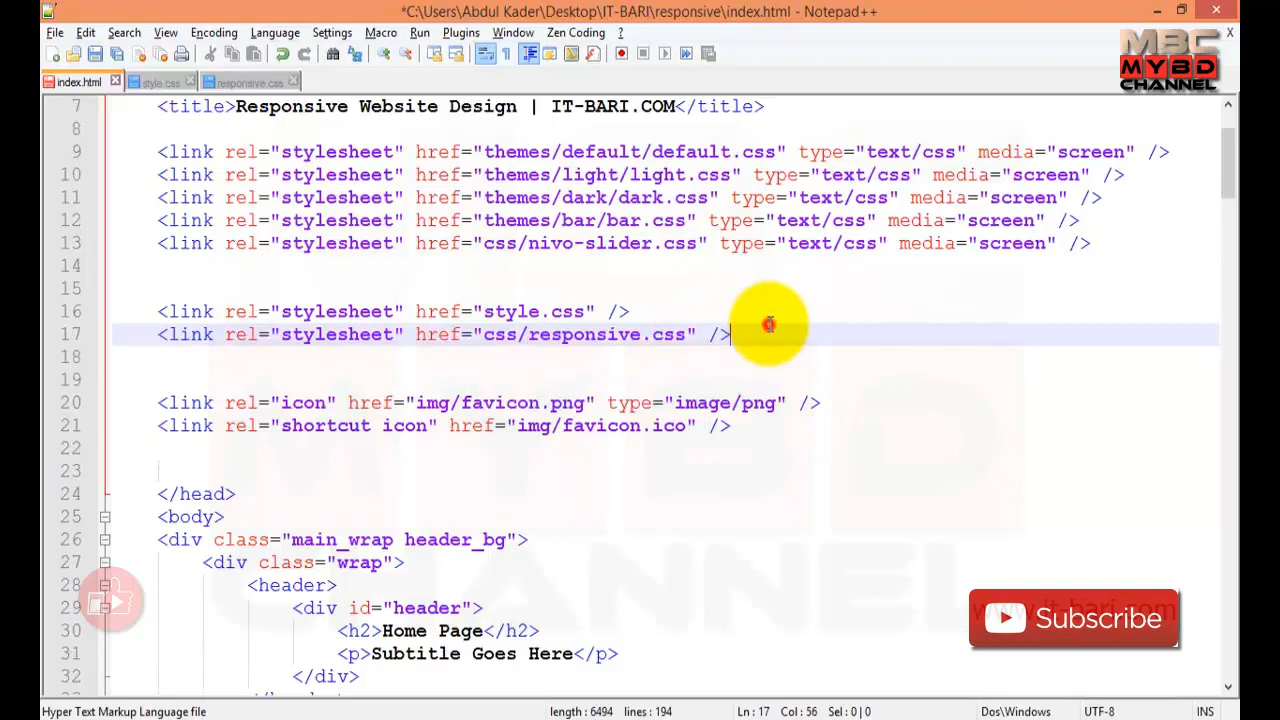 *C:\Users\Abdul Kader\Desktop\IT-BARI\responsive\index.html - Notepad++
File Edit Search View Encoding Language Settings Macro Run Plugins Window Zen Coding ? X
MBC
MYBD
CHANNEL
index.html style.css responsive.css
7 <title>Responsive Website Design | IT-BARI.COM</title>
8
9 <link rel="stylesheet" href="themes/default/default.css" type="text/css" media="screen" />
10 <link rel="stylesheet" href="themes/light/light.css" type="text/css" media="screen" />
11 <link rel="stylesheet" href="themes/dark/dark.css" type="text/css" media="screen" />
12 <link rel="stylesheet" href="themes/bar/bar.css" type="text/css" media="screen" />
13 <link rel="stylesheet" href="css/nivo-slider.css" type="text/css" media="screen" />
14
15
16 <link rel="stylesheet" href="style.css" />
17 <link rel="stylesheet" href="css/responsive.css" />
18
19
20 <link rel="icon" href="img/favicon.png" type="image/png" />
21 <link rel="shortcut icon" href="img/favicon.ico" />
22
23
24 </head>
25 <body>
26 <div class="main_wrap header_bg">
27 <div class="wrap">
28 <header>
29 <div id="header">
30 <h2>Home Page</h2>
31 <p>Subtitle Goes Here</p>
32 </div>
MYBD
CHANNEL
www.it-bari.com
Subscribe
Hyper Text Markup Language file length : 6494 lines : 194 Ln : 17 Col : 56 Sel : 0 | 0 Dos\Windows UTF-8 INS